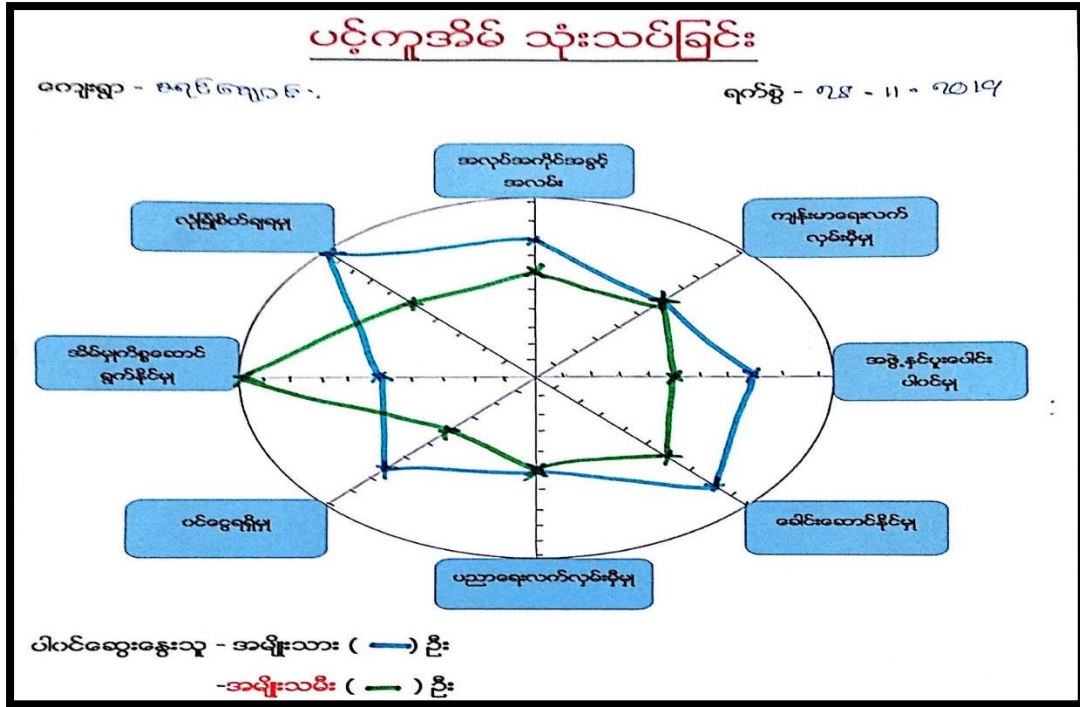 ပင့်ကူအိမ် သုံးသပ်ခြင်း
ကျေးရွာ -
ရက်စွဲ - ၂၄ - ၁၁ - ၂၀၁၉
အလုပ်အကိုင်အခွင့်
အလမ်း
လုံခြုံစိတ်ချရမှု
ကျန်းမာရေးလက်
လှမ်းမှီမှု
အိမ်မှုကိစ္စဆောင်
ရွက်နိုင်မှု
အဖွဲ့နှင့်ပူးပေါင်း
ပါဝင်မှု
ဝင်ငွေရရှိမှု
ခေါင်းဆောင်နိုင်မှု
ပညာရေးလက်လှမ်းမှီမှု
ပါဝင်ဆွေးနွေးသူ - အမျိုးသား ( — ) ဦး
-အမျိုးသမီး ( — ) ဦး